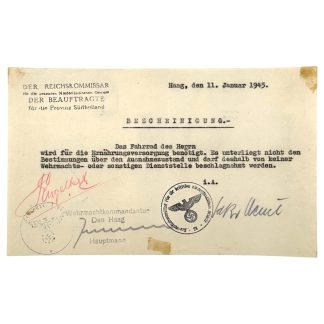 DER REICHSKOMMISSAR
für die besetzten Niederländischen Gebiete
DER BEAUFTRAGTE
für die Provinz Südholland
Haag, den 11. Januar 1945.
BESCHEINIGUNG.-
Das Fahrrad des Herrn
wird für die Ernährungsversorgung benötigt. Es unterliegt nicht den
Bestimmungen über den Ausnahmezustand und darf deshalb von keiner
Wehrmachts- oder sonstigen Dienststelle beschlagnahmt werden.
i.A.
Wehrmachtkommandantur
Den Haag
Hauptmann